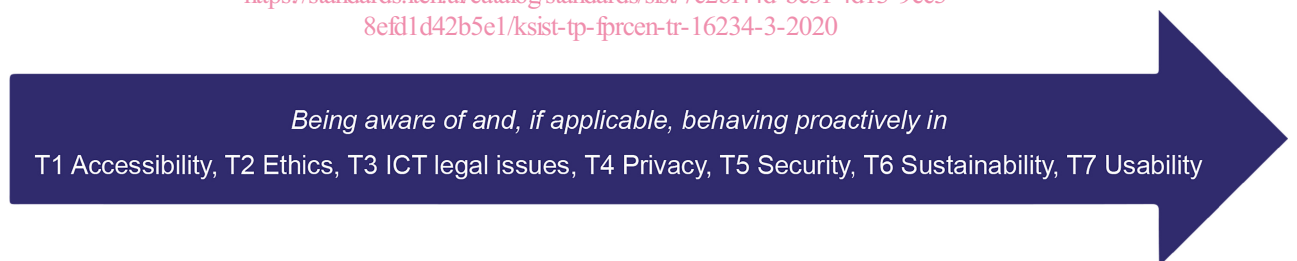 8efd1d42b5e1/ksist-tp-fprcen-tr-16234-3-2020
Being aware of and, if applicable, behaving proactively in
T1 Accessibility, T2 Ethics, T3 ICT legal issues, T4 Privacy, T5 Security, T6 Sustainability, T7 Usability